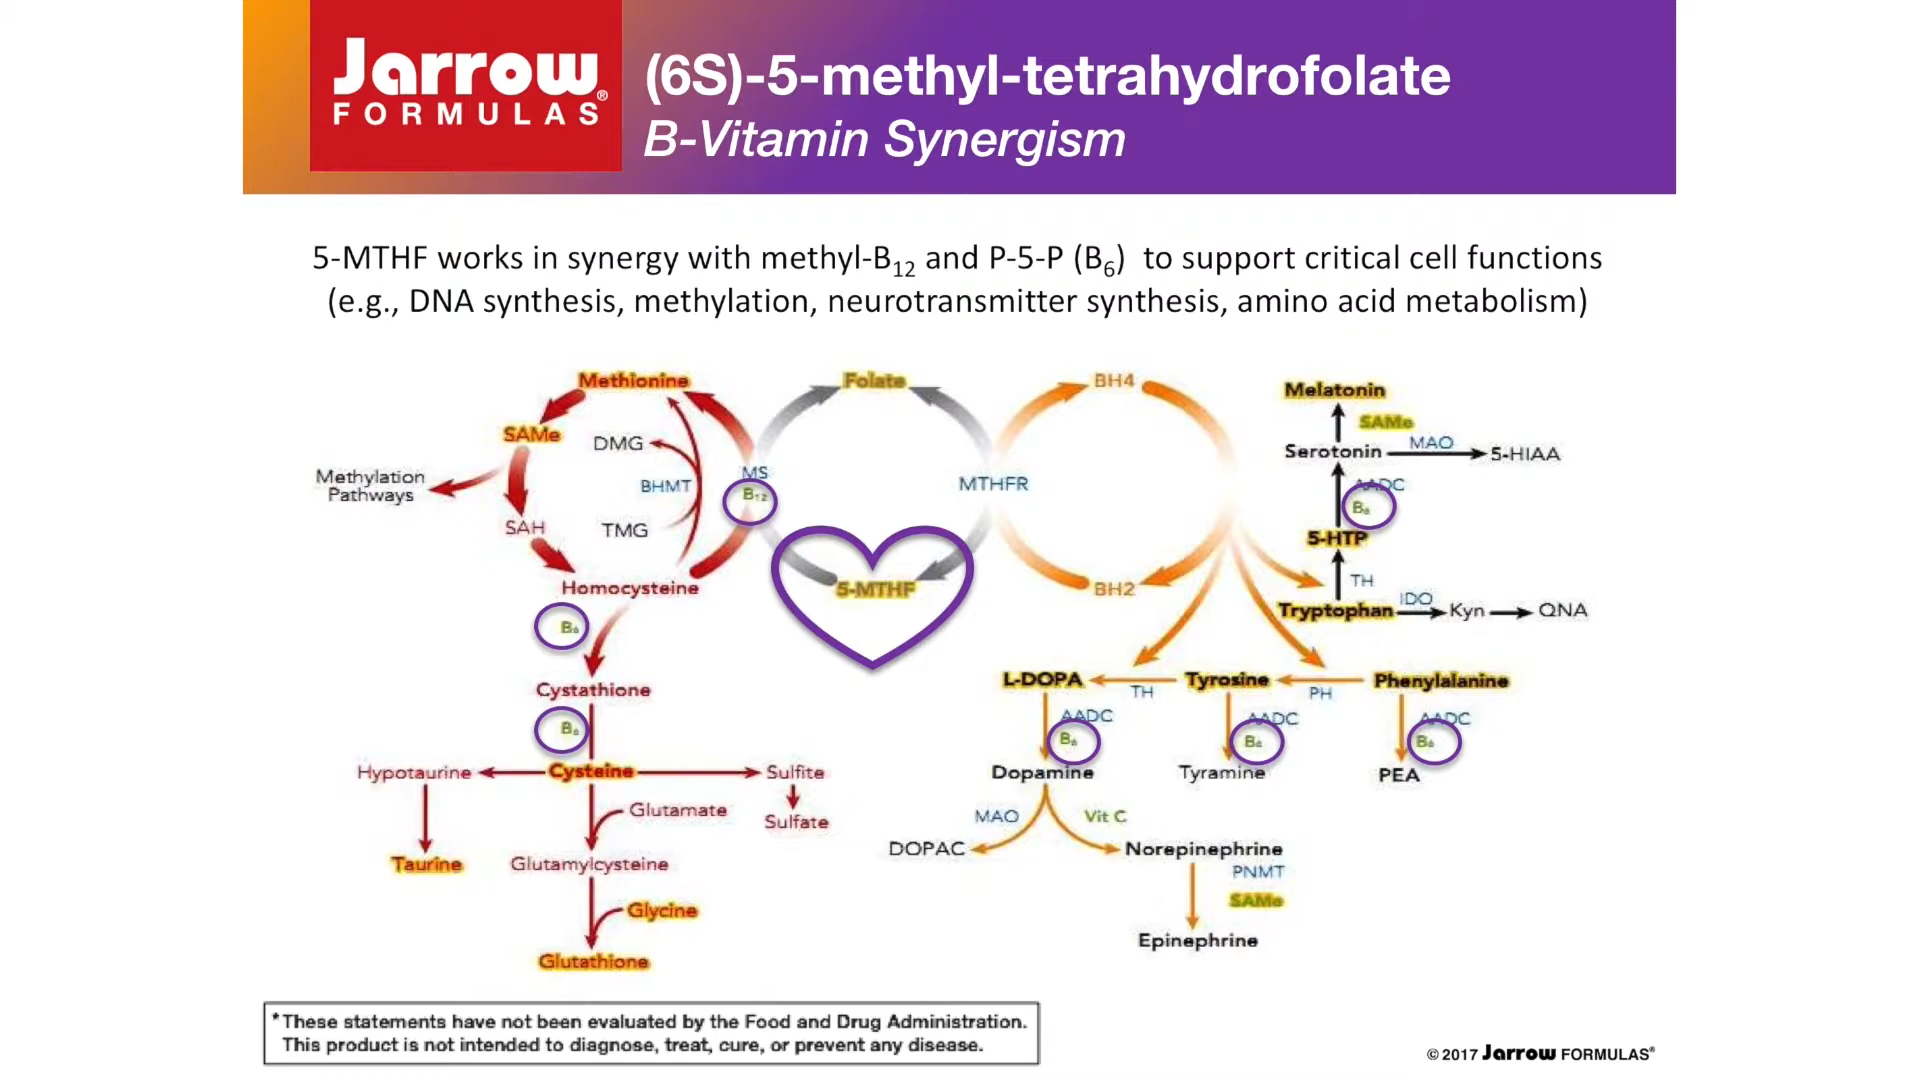 Jarrow®
FORMULAS
(6S)-5-methyl-tetrahydrofolate
B-Vitamin Synergism
5-MTHF works in synergy with methyl-B12 and P-5-P (B6) to support critical cell functions
(e.g., DNA synthesis, methylation, neurotransmitter synthesis, amino acid metabolism)
Methionine
SAMe
DMG
Methylation
Pathways
BHMT
MS
B12
SAH
TMG
Homocysteine
B6
Cystathione
B6
Hypotaurine
Cysteine
Sulfite
Glutamate
Sulfate
Taurine
Glutamylcysteine
Glycine
Glutathione
Folate
MTHFR
5-MTHF
BH4
BH2
Melatonin
SAMe
Serotonin
MAO
5-HIAA
AADC
B6
5-HTP
TH
Tryptophan
IDO
Kyn
QNA
L-DOPA
TH
Tyrosine
PH
Phenylalanine
AADC
B6
AADC
B6
AADC
B6
Dopamine
Tyramine
PEA
MAO
Vit C
DOPAC
Norepinephrine
PNMT
SAMe
Epinephrine
*These statements have not been evaluated by the Food and Drug Administration.
This product is not intended to diagnose, treat, cure, or prevent any disease.
© 2017 Jarrow FORMULAS®